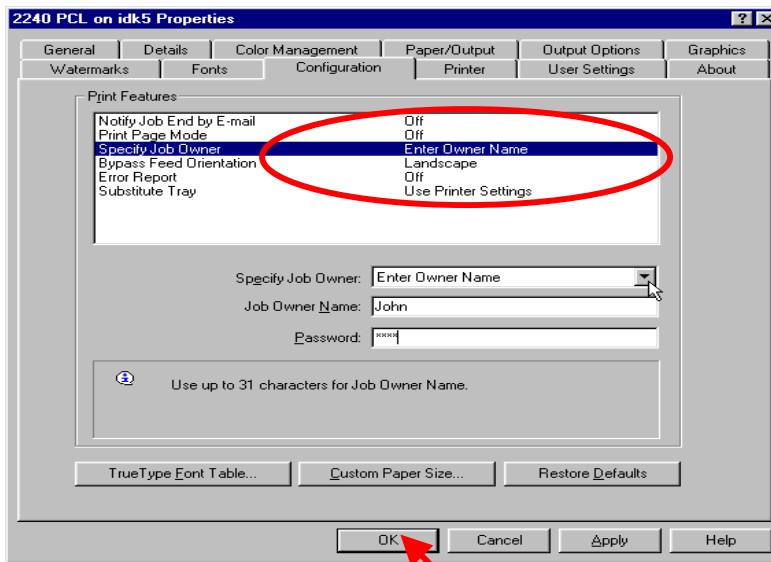 2240 PCL on idk5 Properties
General Details Color Management Paper/Output Output Options Graphics
Watermarks Fonts Configuration Printer User Settings About
Print Features
Notify Job End by E-mail Off
Print Page Mode Off
Specify Job Owner Enter Owner Name
Bypass Feed Orientation Landscape
Error Report Off
Substitute Tray Use Printer Settings
Specify Job Owner: Enter Owner Name
Job Owner Name: John
Password: ****
Use up to 31 characters for Job Owner Name.
TrueType Font Table... Custom Paper Size... Restore Defaults
OK Cancel Apply Help